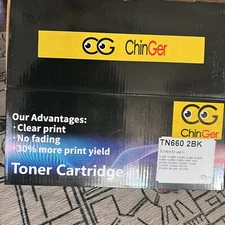 CG ChinGer
Our Advantages:
· Clear print
· No fading
· 30% more print yield
Toner Cartridge
CG
ChinGer
TN660 2BK